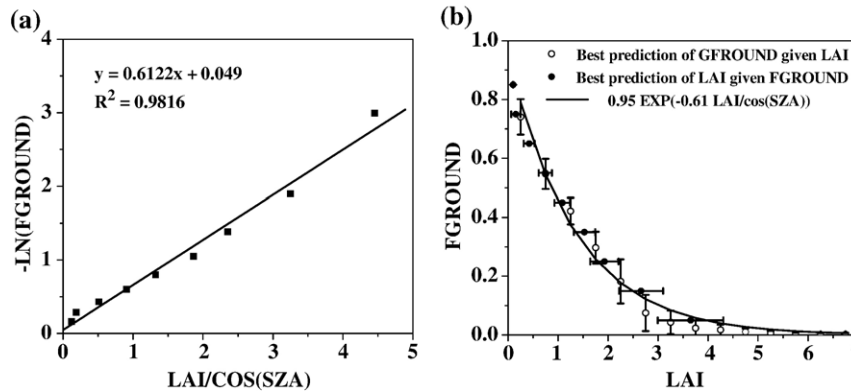 (a)
-4
y = 0.6122x + 0.049
R² = 0.9816
3
2
1
0
-LN(FGROUND)
0 1 2 3 4 5
LAI/COS(SZA)
(b)
1.0
0.8
0.6
0.4
0.2
0.0
FGROUND
Best prediction of GFROUND given LAI
Best prediction of LAI given FGROUND
0.95 EXP(-0.61 LAI/cos(SZA))
0 1 2 3 4 5 6
LAI